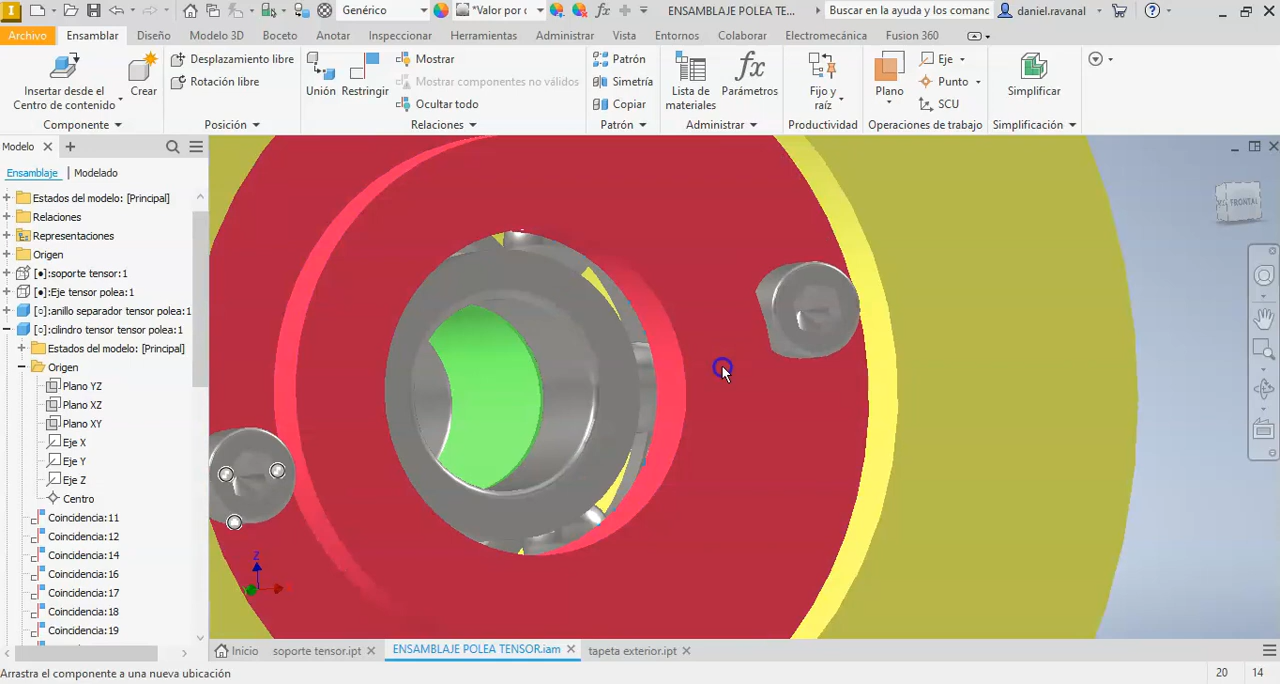 Genérico
*Valor por c
ENSAMBLAJE POLEA TE...
Buscar en la ayuda y los comanc
daniel.ravanal
Archivo Ensamblar Diseño Modelo 3D Boceto Anotar Inspeccionar Herramientas Administrar Vista Entornos Colaborar Electromecánica Fusion 360
Insertar desde el
Centro de contenido
Crear
Componente
Desplazamiento libre
Rotación libre
Posición
Unión
Restringir
Mostrar
Mostrar componentes no válidos
Ocultar todo
Relaciones
Patrón
Simetría
Copiar
Patrón
Lista de
materiales
Parámetros
Administrar
Fijo y
raíz
Productividad
Plano
Eje
Punto
SCU
Operaciones de trabajo
Simplificar
Simplificación
Modelo
Ensamblaje Modelado
Estados del modelo: [Principal]
Relaciones
Representaciones
Origen
[●]:soporte tensor:1
[●]:Eje tensor polea:1
[○]:anillo separador tensor polea:1
[○]:cilindro tensor tensor polea:1
Estados del modelo: [Principal]
Origen
Plano YZ
Plano XZ
Plano XY
Eje X
Eje Y
Eje Z
Centro
Coincidencia:11
Coincidencia:12
Coincidencia:14
Coincidencia:16
Coincidencia:17
Coincidencia:18
Coincidencia:19
FRONTAL
Z
Inicio
soporte tensor.ipt
ENSAMBLAJE POLEA TENSOR.iam
tapeta exterior.ipt
Arrastra el componente a una nueva ubicación
20 14